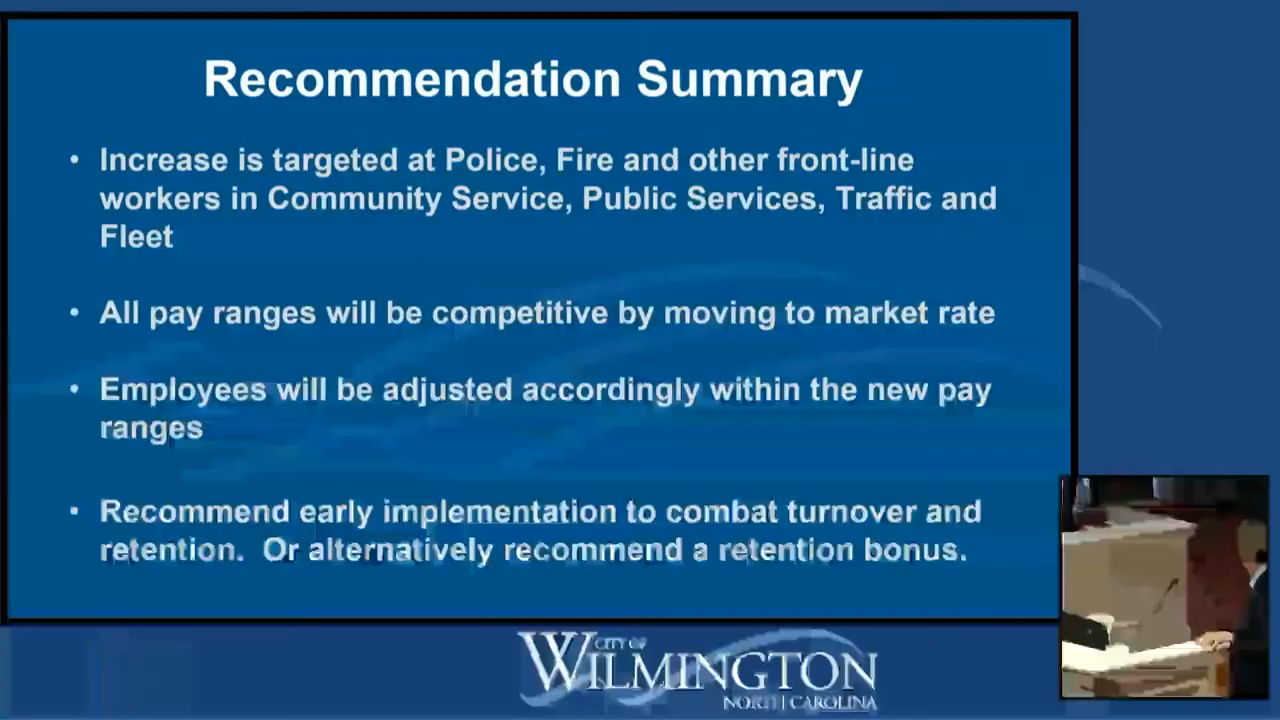 Recommendation Summary
• Increase is targeted at Police, Fire and other front-line
workers in Community Service, Public Services, Traffic and
Fleet
• All pay ranges will be competitive by moving to market rate
• Employees will be adjusted accordingly within the new pay
ranges
• Recommend early implementation to combat turnover and
retention. Or alternatively recommend a retention bonus.
CITY OF
WILMINGTON
NORTH CAROLINA